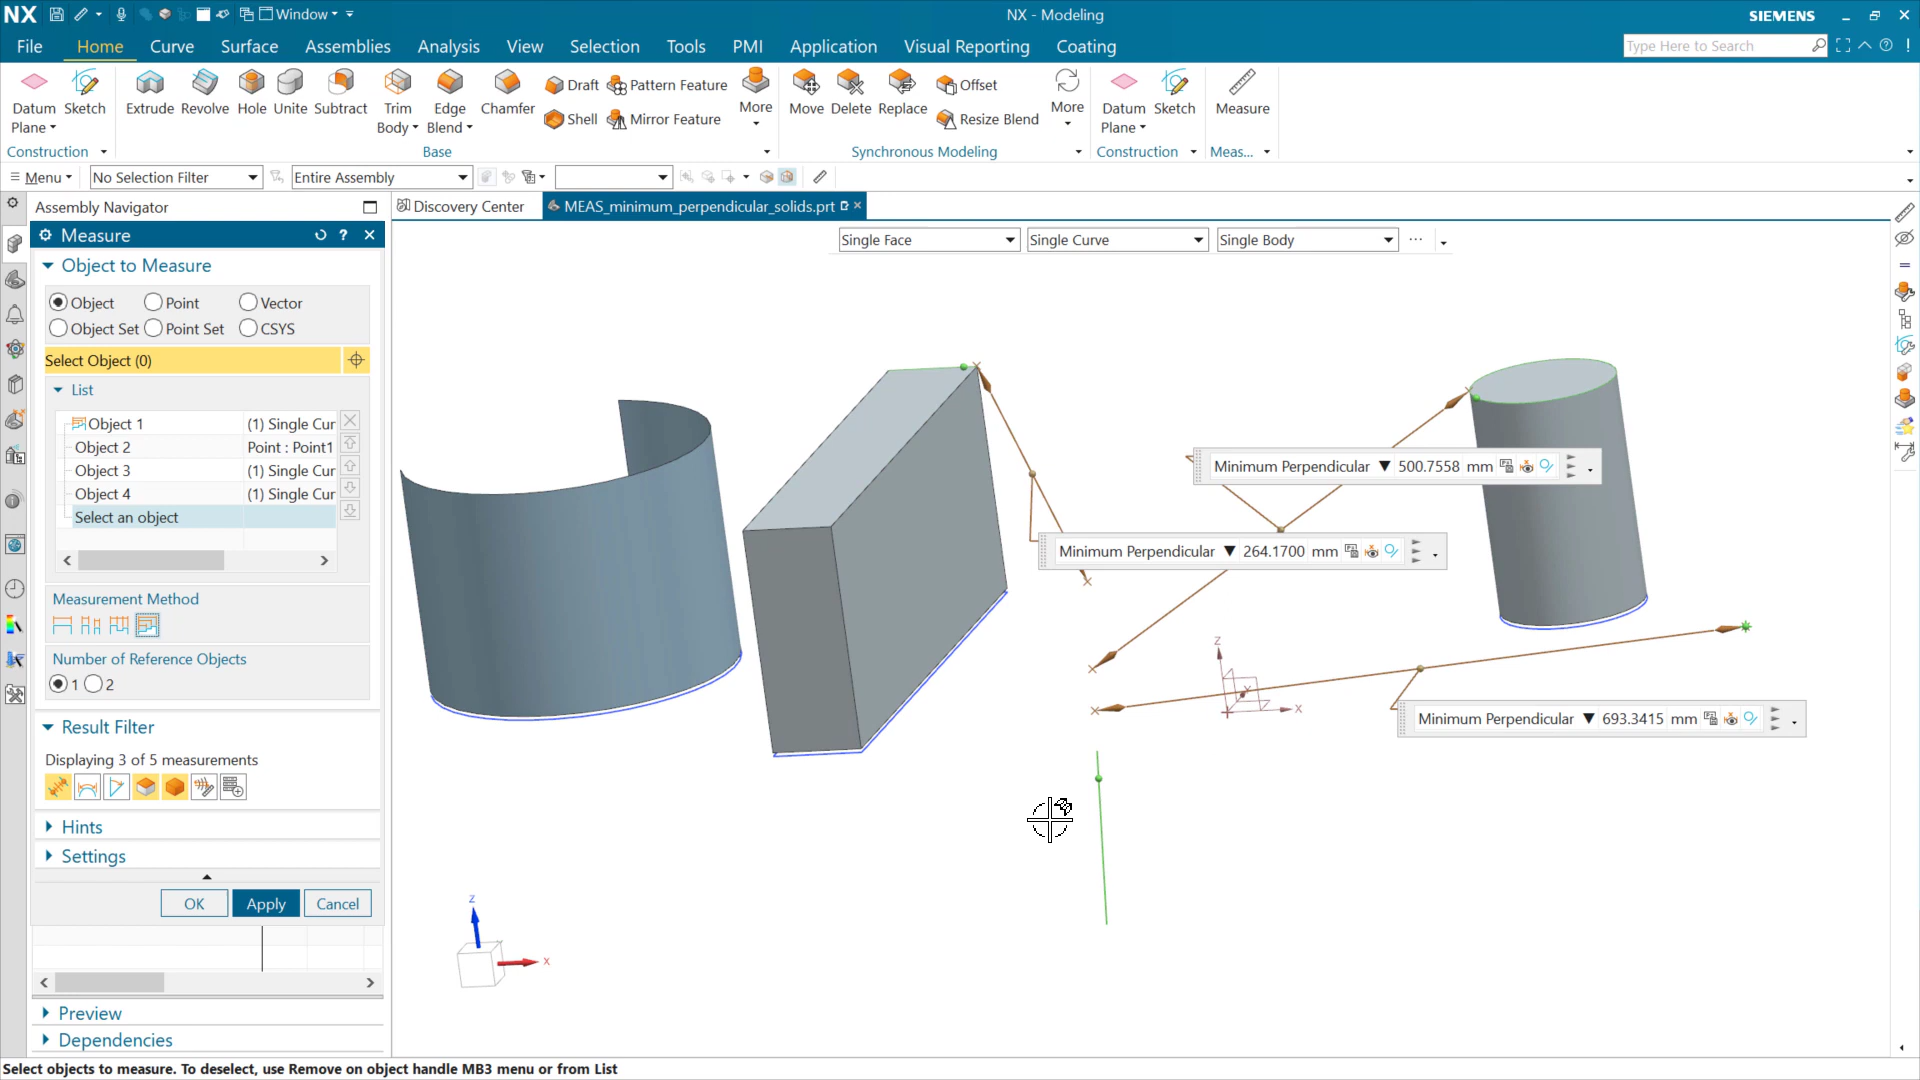 NX Window NX - Modeling SIEMENS
File Home Curve Surface Assemblies Analysis View Selection Tools PMI Application Visual Reporting Coating Type Here to Search
Datum Plane Sketch Extrude Revolve Hole Unite Subtract Trim Body Edge Blend Chamfer Draft Pattern Feature More Move Delete Replace Offset More Datum Plane Sketch Measure
Shell Mirror Feature Resize Blend
Construction Base Synchronous Modeling Construction Meas...
Menu No Selection Filter Entire Assembly
Assembly Navigator Discovery Center MEAS_minimum_perpendicular_solids.prt
Measure ?
Single Face Single Curve Single Body ...
Object to Measure
Object Point Vector
Object Set Point Set CSYS
Select Object (0)
List
Object 1 (1) Single Cur
Object 2 Point : Point1
Object 3 (1) Single Cur
Object 4 (1) Single Cur
Select an object
Measurement Method
Number of Reference Objects
1 2
Result Filter
Displaying 3 of 5 measurements
Hints
Settings
OK Apply Cancel
Preview
Dependencies
Minimum Perpendicular 500.7558 mm
Minimum Perpendicular 264.1700 mm
Minimum Perpendicular 693.3415 mm
Z
Y
X
Z
X
Select objects to measure. To deselect, use Remove on object handle MB3 menu or from List